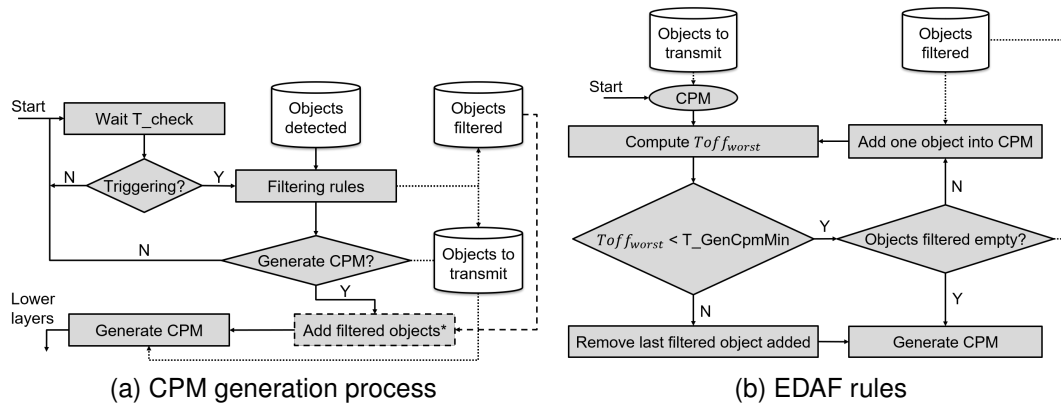 Start
Wait T_check
Objects
detected
Objects
filtered
N
Triggering?
Y
Filtering rules
N
Generate CPM?
Objects to
transmit
Y
Lower
layers
Generate CPM
Add filtered objects*
(a) CPM generation process
Objects to
transmit
Objects
filtered
Start
CPM
Compute Toff_worst
Add one object into CPM
N
Toff_worst < T_GenCpmMin
Y
Objects filtered empty?
N
Y
Remove last filtered object added
Generate CPM
(b) EDAF rules